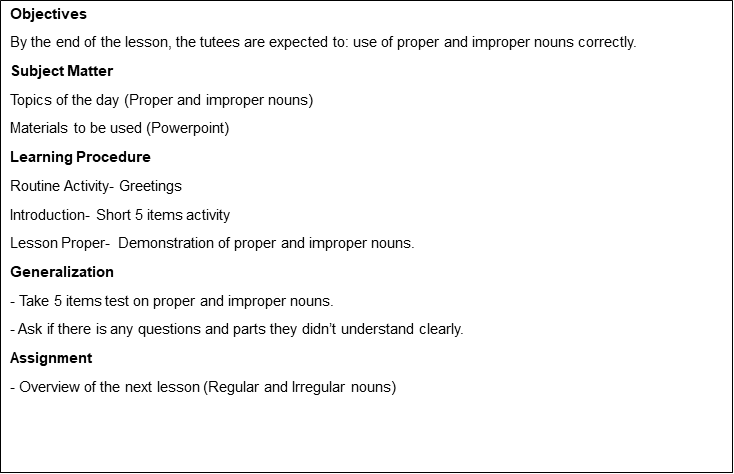 Objectives
By the end of the lesson, the tutees are expected to: use of proper and improper nouns correctly.
Subject Matter
Topics of the day (Proper and improper nouns)
Materials to be used (Powerpoint)
Learning Procedure
Routine Activity- Greetings
Introduction- Short 5 items activity
Lesson Proper- Demonstration of proper and improper nouns.
Generalization
- Take 5 items test on proper and improper nouns.
- Ask if there is any questions and parts they didn’t understand clearly.
Assignment
- Overview of the next lesson (Regular and Irregular nouns)